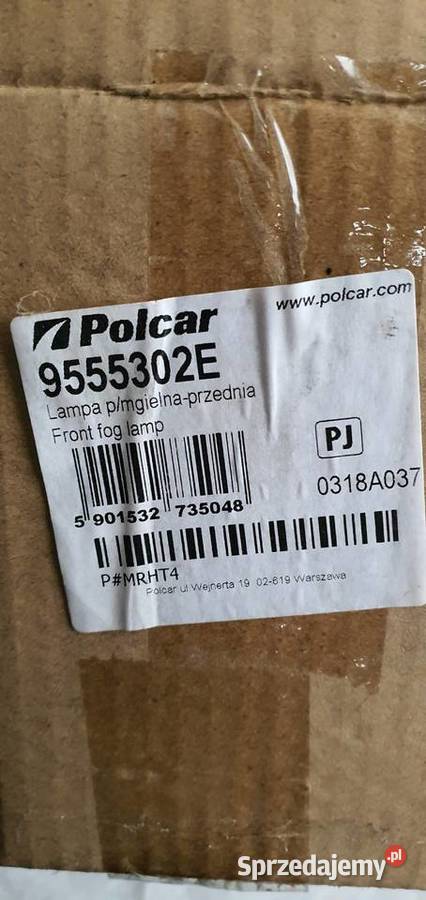 www.polcar.com
Polcar
9555302E
Lampa p/mgielna-przednia
Front fog lamp
PJ
0318A037
5 901532 735048
P#MRHT4
Polcar ul Wejnerta 19 02-619 Warszawa
Sprzedajemy.pl